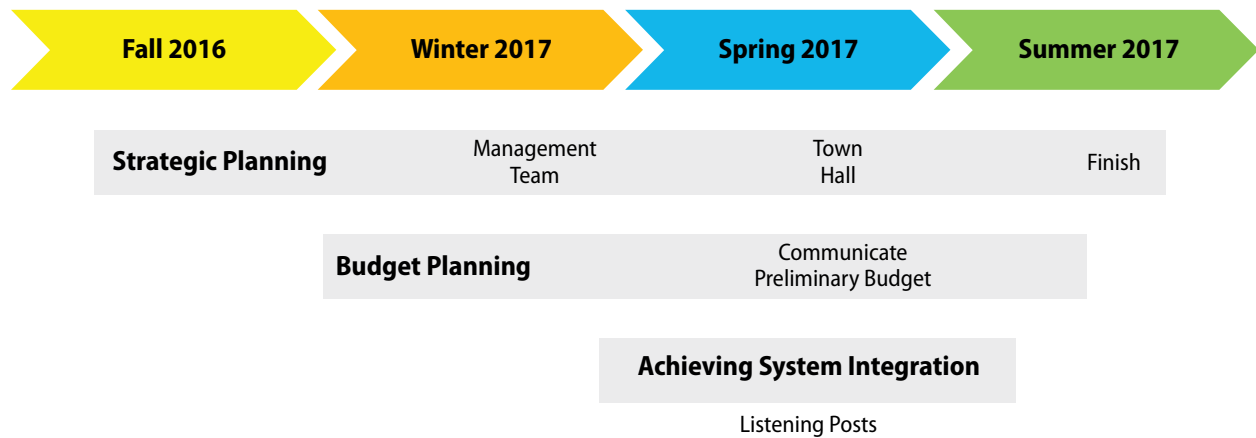 Fall 2016
Winter 2017
Spring 2017
Summer 2017
Strategic Planning
Management
Team
Town
Hall
Finish
Budget Planning
Communicate
Preliminary Budget
Achieving System Integration
Listening Posts